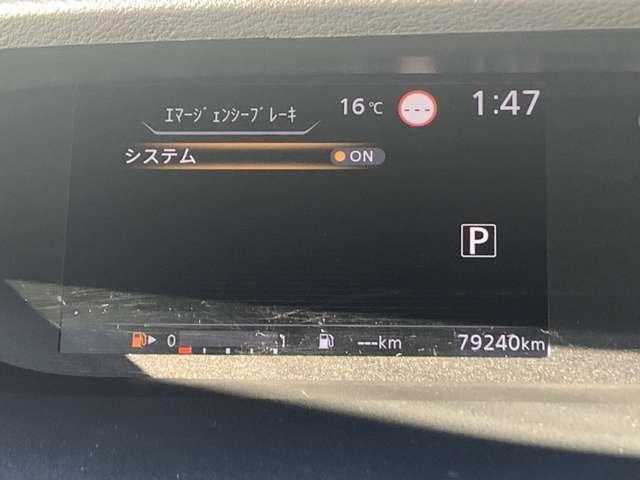 ｴﾏｰｼﾞｪﾝｼｰﾌﾞﾚｰｷ 16℃ --- 1:47
システム ON
P
0 1 ---km 79240km